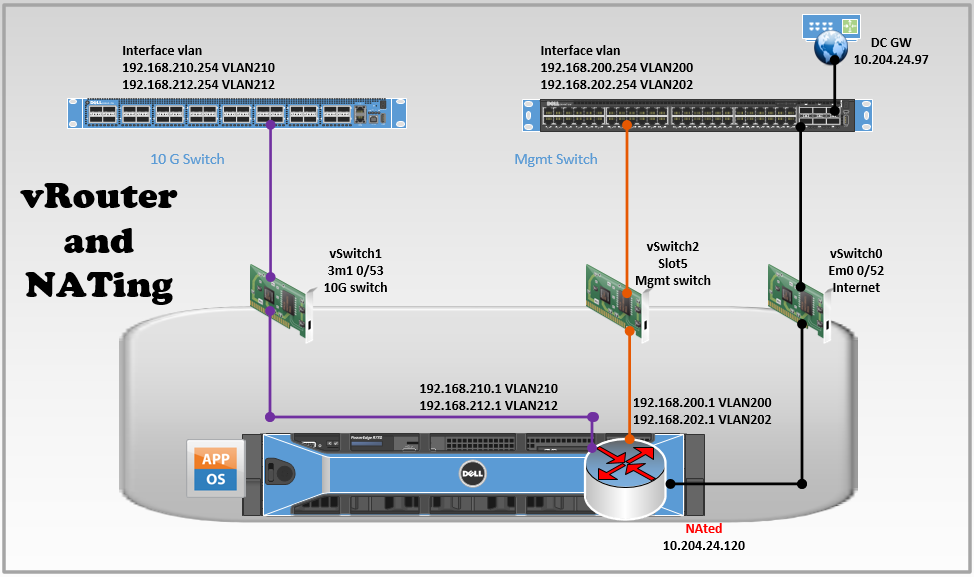 Interface vlan
192.168.210.254 VLAN210
192.168.212.254 VLAN212
Interface vlan
192.168.200.254 VLAN200
192.168.202.254 VLAN202
DC GW
10.204.24.97
DELL
DELL
10 G Switch
Mgmt Switch
vRouter
and
NATing
vSwitch1
3m1 0/53
10G switch
vSwitch2
Slot5
Mgmt switch
vSwitch0
Em0 0/52
Internet
192.168.210.1 VLAN210
192.168.212.1 VLAN212
192.168.200.1 VLAN200
192.168.202.1 VLAN202
APP
OS
DELL
NAted
10.204.24.120